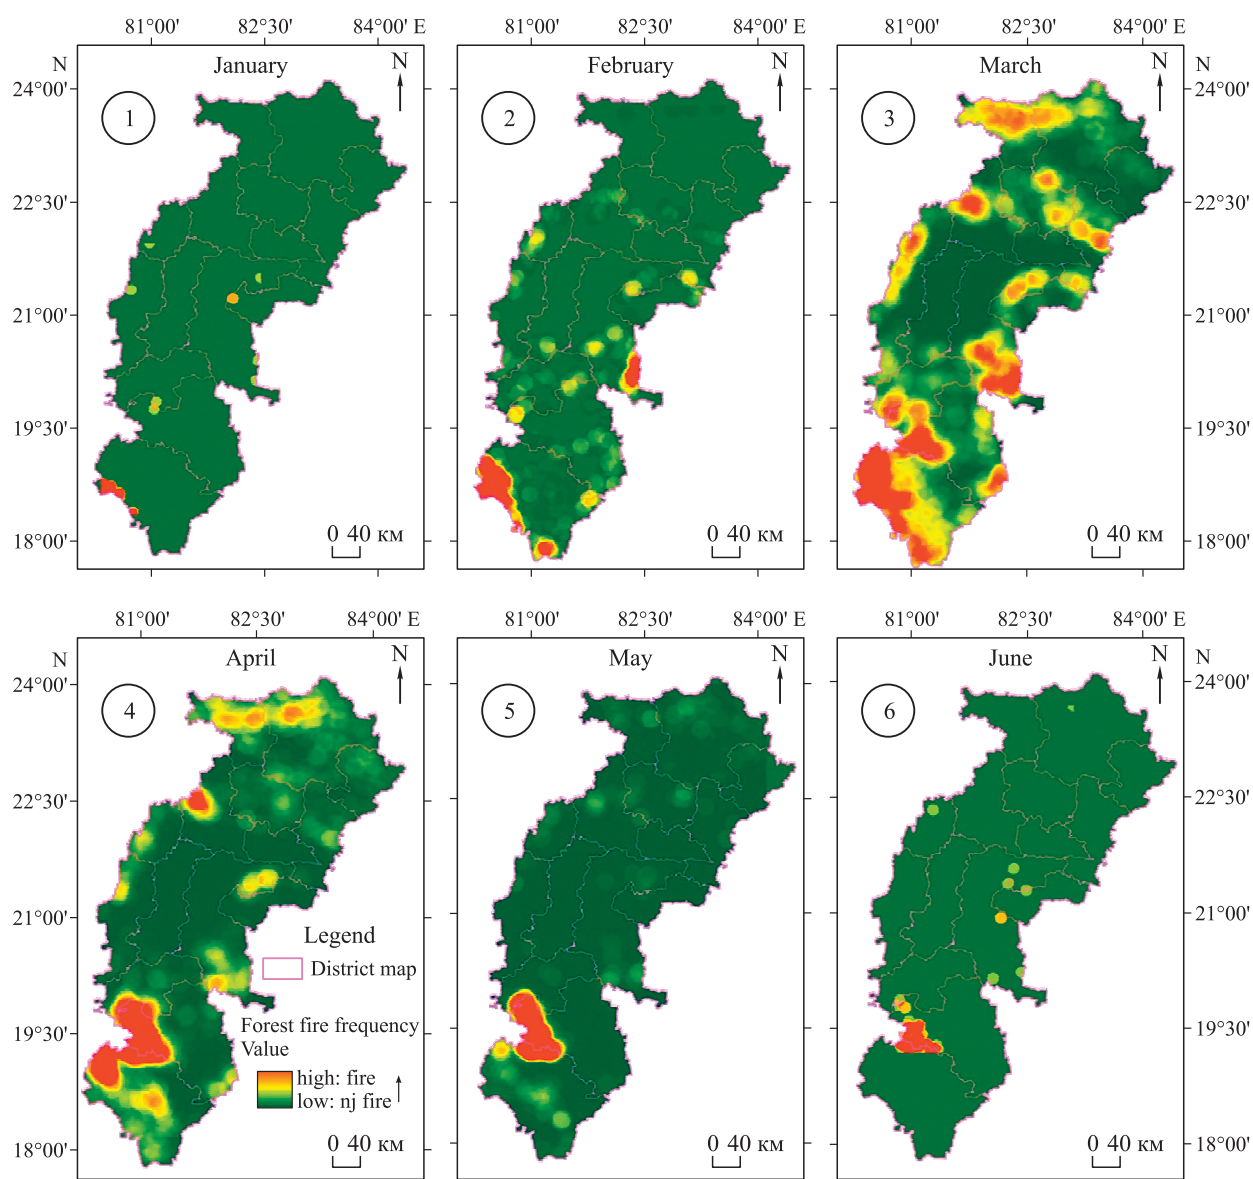 81°00' 82°30' 84°00' E
81°00' 82°30' 84°00' E
81°00' 82°30' 84°00' E
N
January
N
February
N
March
N
N
24°00'
24°00'
1
2
3
22°30'
22°30'
21°00'
21°00'
19°30'
19°30'
18°00'
18°00'
0 40 км
0 40 км
0 40 км
81°00' 82°30' 84°00' E
81°00' 82°30' 84°00' E
81°00' 82°30' 84°00' E
N
April
N
May
N
June
N
N
24°00'
24°00'
4
5
6
22°30'
22°30'
21°00'
21°00'
Legend
District map
19°30'
19°30'
Forest fire frequency
Value
high: fire
low: nj fire
18°00'
18°00'
0 40 км
0 40 км
0 40 км